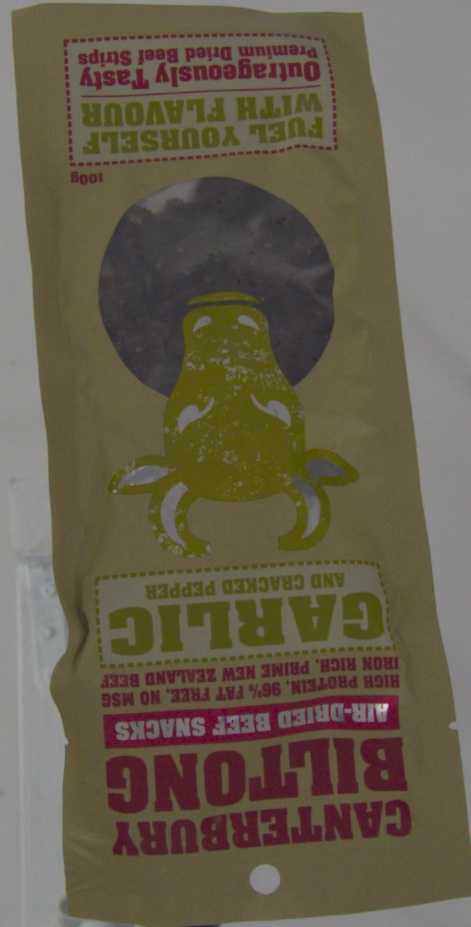 CANTERBURY
BILTONG
AIR-DRIED BEEF SNACKS
HIGH PROTEIN, 96% FAT FREE, NO MSG
IRON RICH, PRIME NEW ZEALAND BEEF
GARLIC
AND CRACKED PEPPER
100g
FUEL YOURSELF
WITH FLAVOUR
Outrageously Tasty
Premium Dried Beef Strips